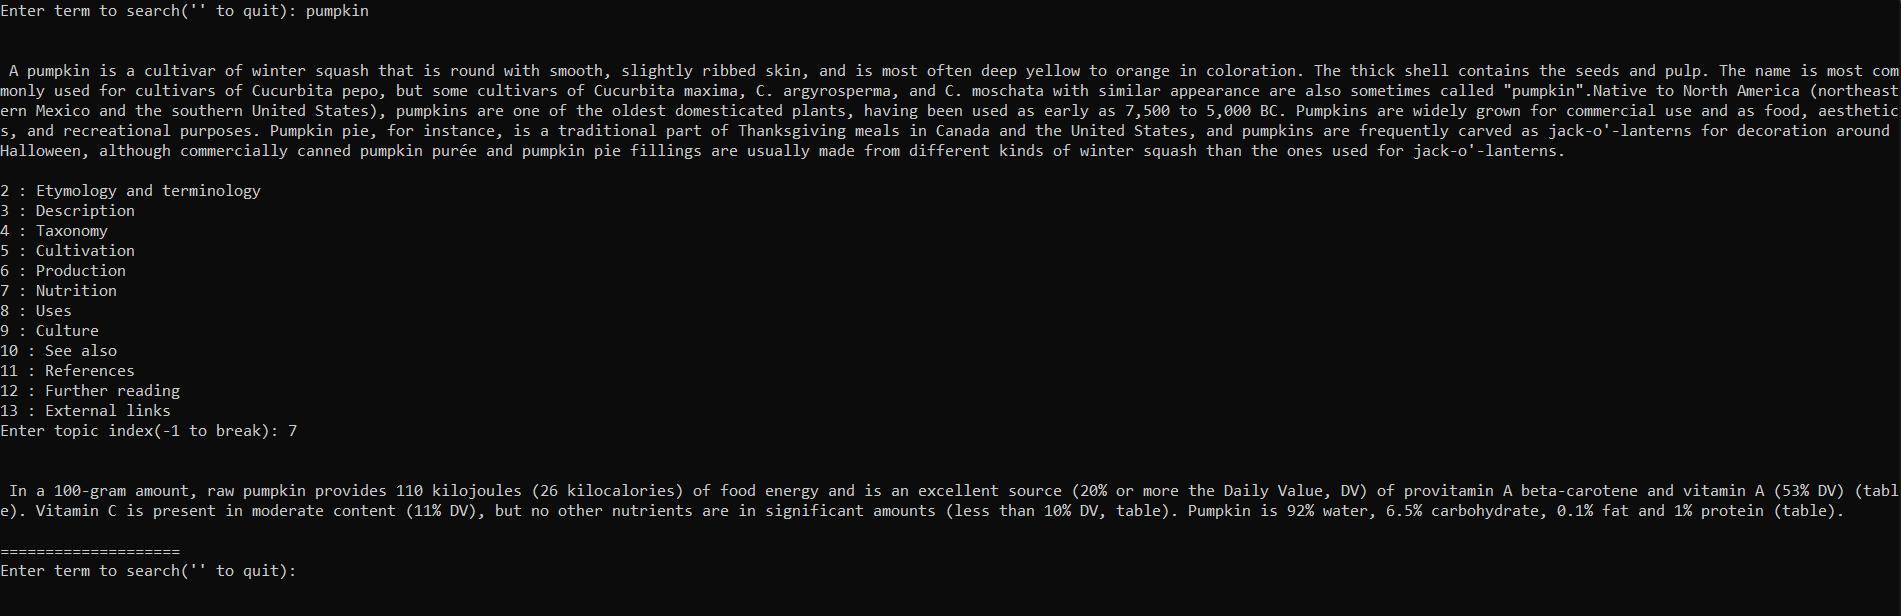 Enter term to search('' to quit): pumpkin
 A pumpkin is a cultivar of winter squash that is round with smooth, slightly ribbed skin, and is most often deep yellow to orange in coloration. The thick shell contains the seeds and pulp. The name is most com
monly used for cultivars of Cucurbita pepo, but some cultivars of Cucurbita maxima, C. argyrosperma, and C. moschata with similar appearance are also sometimes called "pumpkin".Native to North America (northeast
ern Mexico and the southern United States), pumpkins are one of the oldest domesticated plants, having been used as early as 7,500 to 5,000 BC. Pumpkins are widely grown for commercial use and as food, aesthetic
s, and recreational purposes. Pumpkin pie, for instance, is a traditional part of Thanksgiving meals in Canada and the United States, and pumpkins are frequently carved as jack-o'-lanterns for decoration around
Halloween, although commercially canned pumpkin purée and pumpkin pie fillings are usually made from different kinds of winter squash than the ones used for jack-o'-lanterns.
2 : Etymology and terminology
3 : Description
4 : Taxonomy
5 : Cultivation
6 : Production
7 : Nutrition
8 : Uses
9 : Culture
10 : See also
11 : References
12 : Further reading
13 : External links
Enter topic index(-1 to break): 7
 In a 100-gram amount, raw pumpkin provides 110 kilojoules (26 kilocalories) of food energy and is an excellent source (20% or more the Daily Value, DV) of provitamin A beta-carotene and vitamin A (53% DV) (tabl
e). Vitamin C is present in moderate content (11% DV), but no other nutrients are in significant amounts (less than 10% DV, table). Pumpkin is 92% water, 6.5% carbohydrate, 0.1% fat and 1% protein (table).
====================
Enter term to search('' to quit):